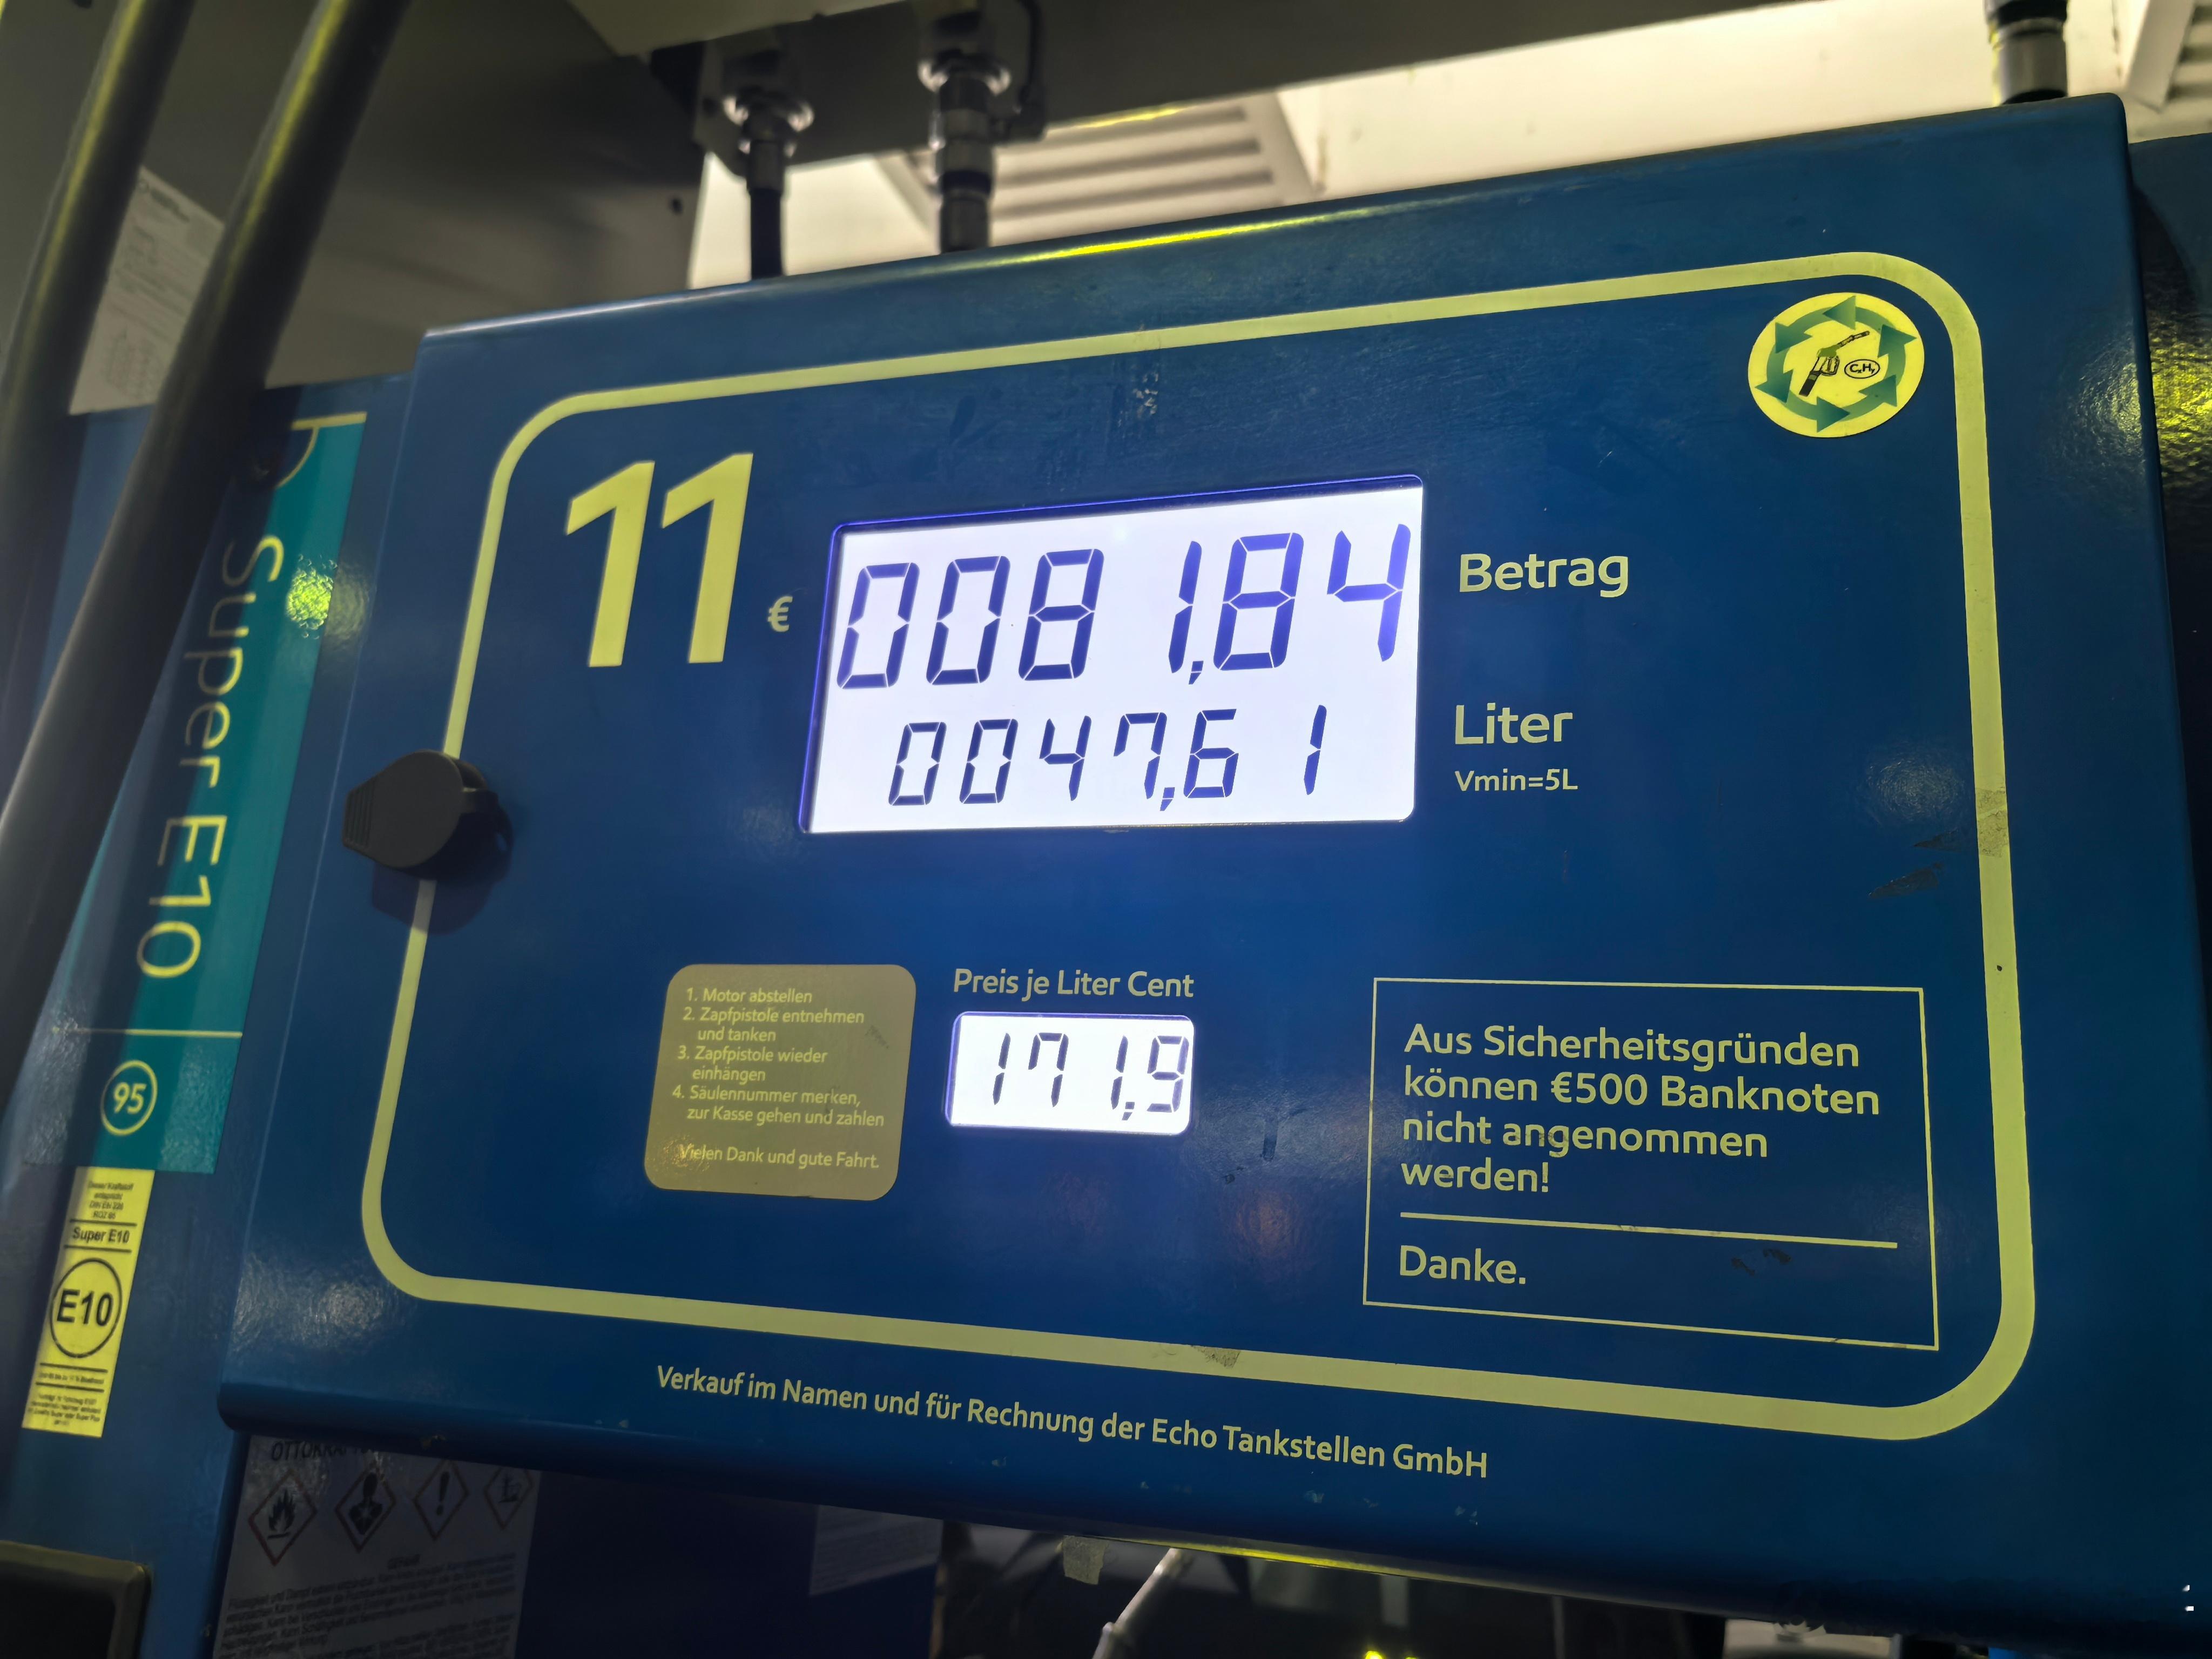 11
€
0081,84
Betrag
0047,61
Liter
Vmin=5L
Super E10
95
Super E10
E10
1. Motor abstellen
2. Zapfpistole entnehmen
und tanken
3. Zapfpistole wieder
einhängen
4. Säulennummer merken,
zur Kasse gehen und zahlen
Vielen Dank und gute Fahrt.
Preis je Liter Cent
171,9
Aus Sicherheitsgründen
können €500 Banknoten
nicht angenommen
werden!
Danke.
Verkauf im Namen und für Rechnung der Echo Tankstellen GmbH